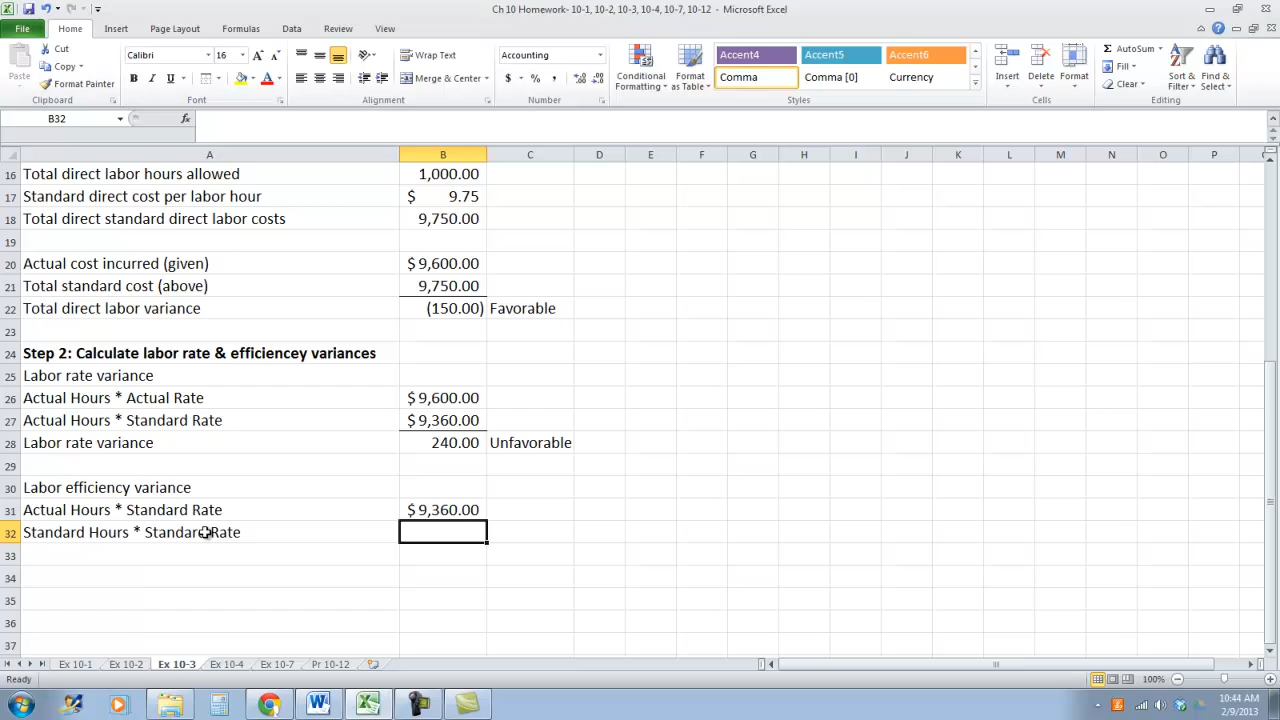 Ch 10 Homework- 10-1, 10-2, 10-3, 10-4, 10-7, 10-12 - Microsoft Excel
File Home Insert Page Layout Formulas Data Review View
Paste
Cut
Copy
Format Painter
Clipboard
Calibri 16
B I U
Font
Wrap Text
Merge & Center
Alignment
Accounting
$ % ,
Number
Conditional Formatting
Format as Table
Accent4 Accent5 Accent6
Comma Comma [0] Currency
Styles
Insert Delete Format
Cells
AutoSum
Fill
Clear
Sort & Filter
Find & Select
Editing
B32 fx
A B C D E F G H I J K L M N O P
16 Total direct labor hours allowed 1,000.00
17 Standard direct cost per labor hour $ 9.75
18 Total direct standard direct labor costs 9,750.00
19
20 Actual cost incurred (given) $ 9,600.00
21 Total standard cost (above) 9,750.00
22 Total direct labor variance (150.00) Favorable
23
24 Step 2: Calculate labor rate & efficiencey variances
25 Labor rate variance
26 Actual Hours * Actual Rate $ 9,600.00
27 Actual Hours * Standard Rate $ 9,360.00
28 Labor rate variance 240.00 Unfavorable
29
30 Labor efficiency variance
31 Actual Hours * Standard Rate $ 9,360.00
32 Standard Hours * Standard Rate
33
34
35
36
37
Ex 10-1 Ex 10-2 Ex 10-3 Ex 10-4 Ex 10-7 Pr 10-12
Ready 100%
10:44 AM
2/9/2013